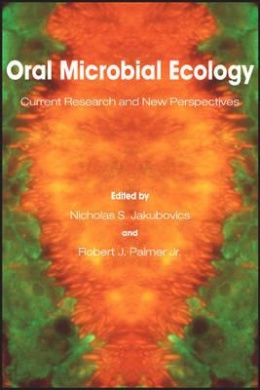 Oral Microbial Ecology
Current Research and New Perspectives
Edited by
Nicholas S. Jakubovics
and
Robert J. Palmer Jr.